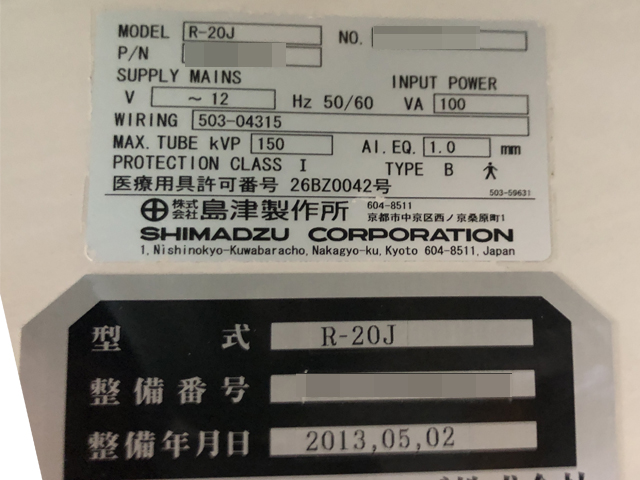 MODEL R-20J NO.
P/N
SUPPLY MAINS INPUT POWER
V ~ 12 Hz 50/60 VA 100
WIRING 503-04315
MAX. TUBE kVP 150 Al.EQ. 1.0 mm
PROTECTION CLASS I TYPE B
医療用具許可番号 26BZ0042号 503-59631
株式会社 島津製作所 604-8511 京都市中京区西ノ京桑原町1
SHIMADZU CORPORATION
1, Nishinokyo-Kuwabaracho, Nakagyo-ku, Kyoto 604-8511, Japan
型式 R-20J
整備番号
整備年月日 2013,05,02